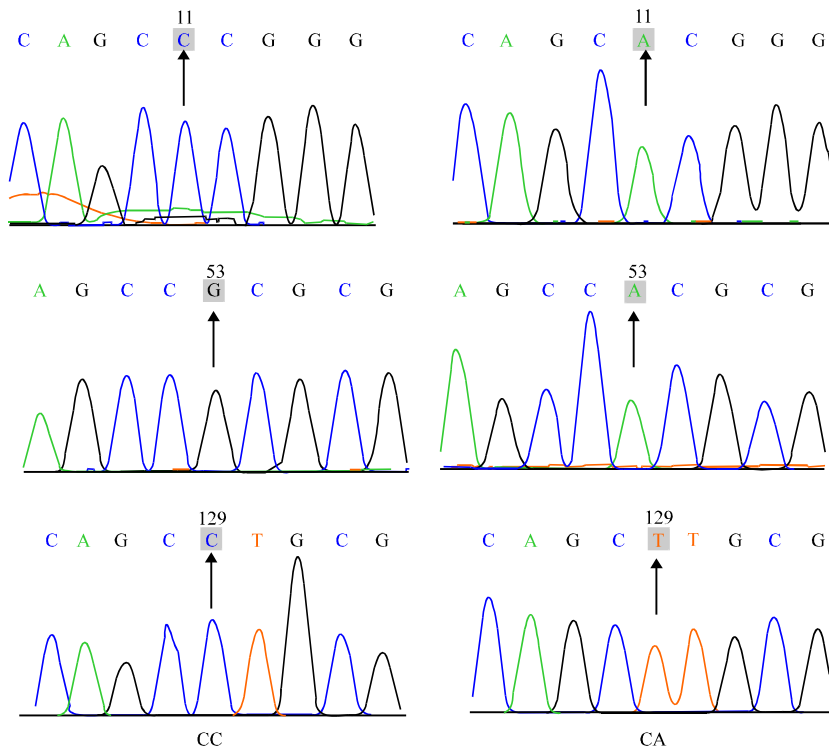 11
C A G C C C G G G
11
C A G C A C G G G
53
A G C C G C G C G
53
A G C C A C G C G
129
C A G C C T G C G
129
C A G C T T G C G
CC
CA